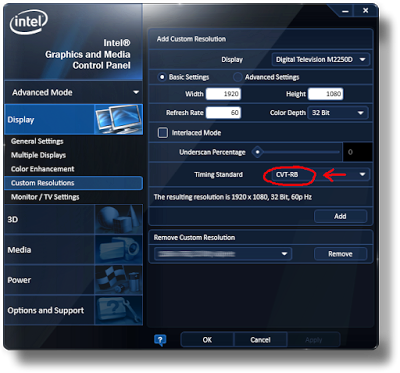 intel
Intel®
Graphics and Media
Control Panel
Advanced Mode
Display
General Settings
Multiple Displays
Color Enhancement
Custom Resolutions
Monitor / TV Settings
3D
Media
Power
Options and Support
Add Custom Resolution
Display Digital Television M2250D
Basic Settings Advanced Settings
Width 1920 Height 1080
Refresh Rate 60 Color Depth 32 Bit
Interlaced Mode
Underscan Percentage 0
Timing Standard CVT-RB
The resulting resolution is 1920 x 1080, 32 Bit, 60p Hz
Add
Remove Custom Resolution
Remove
? OK Cancel Apply